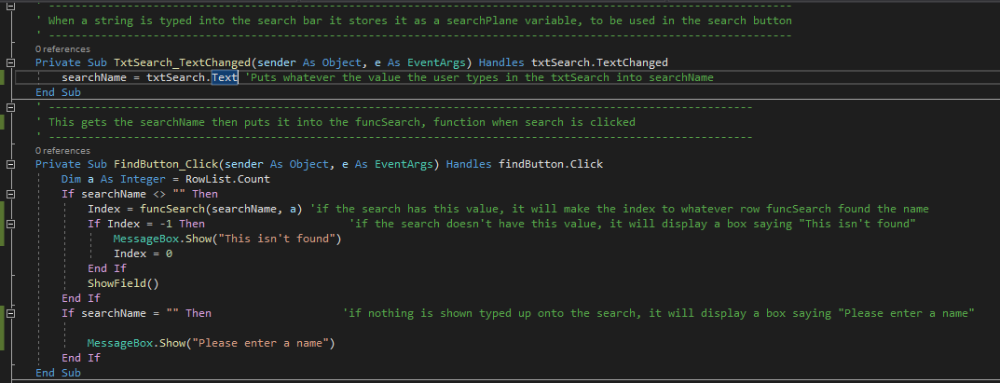 ' ------------------------------------------------------------------------------------------------------------------
' When a string is typed into the search bar it stores it as a searchPlane variable, to be used in the search button
' ------------------------------------------------------------------------------------------------------------------
0 references
Private Sub TxtSearch_TextChanged(sender As Object, e As EventArgs) Handles txtSearch.TextChanged
searchName = txtSearch.Text 'Puts whatever the value the user types in the txtSearch into searchName
End Sub
' ------------------------------------------------------------------------------------------------------------
' This gets the searchName then puts it into the funcSearch, function when search is clicked
' ------------------------------------------------------------------------------------------------------------
0 references
Private Sub FindButton_Click(sender As Object, e As EventArgs) Handles findButton.Click
Dim a As Integer = RowList.Count
If searchName <> "" Then
Index = funcSearch(searchName, a) 'if the search has this value, it will make the index to whatever row funcSearch found the name
If Index = -1 Then 'if the search doesn't have this value, it will display a box saying "This isn't found"
MessageBox.Show("This isn't found")
Index = 0
End If
ShowField()
End If
If searchName = "" Then 'if nothing is shown typed up onto the search, it will display a box saying "Please enter a name"
MessageBox.Show("Please enter a name")
End If
End Sub